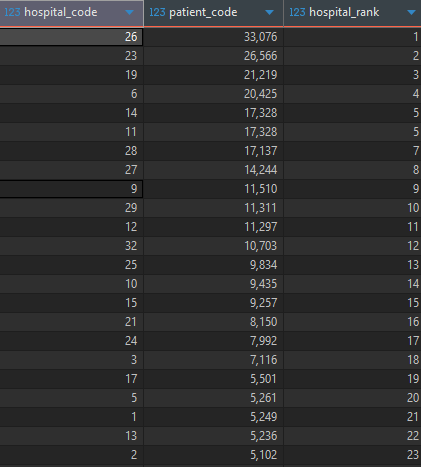 123 hospital_code 123 patient_code 123 hospital_rank
26 33,076 1
23 26,566 2
19 21,219 3
6 20,425 4
14 17,328 5
11 17,328 5
28 17,137 7
27 14,244 8
9 11,510 9
29 11,311 10
12 11,297 11
32 10,703 12
25 9,834 13
10 9,435 14
15 9,257 15
21 8,150 16
24 7,992 17
3 7,116 18
17 5,501 19
5 5,261 20
1 5,249 21
13 5,236 22
2 5,102 23